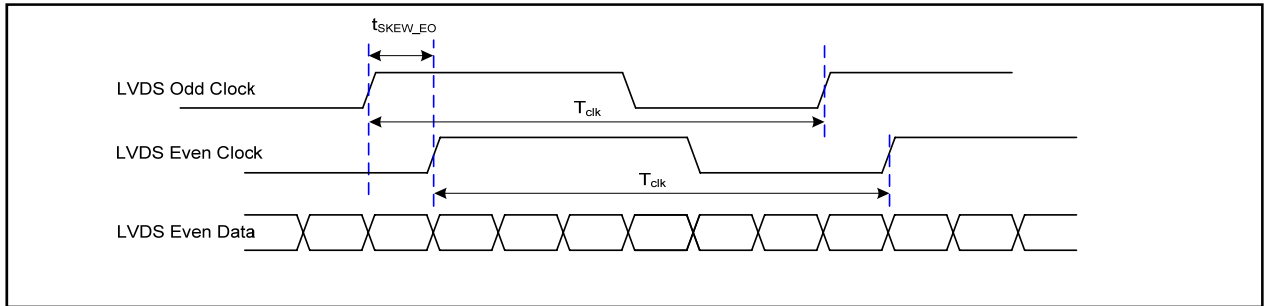 tSKEW_EO
LVDS Odd Clock
Tclk
LVDS Even Clock
Tclk
LVDS Even Data